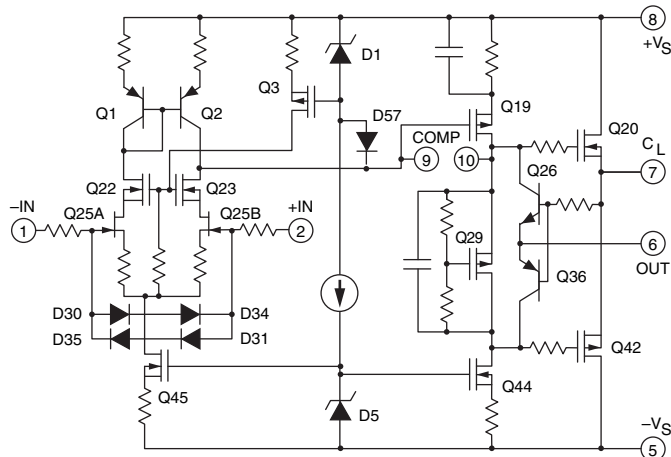 8
+VS
D1
Q3
Q19
Q1
Q2
D57
Q20
COMP
9
10
CL
7
Q26
Q22
Q23
–IN
+IN
Q25A
Q25B
1
2
6
OUT
Q29
Q36
D30
D34
D35
D31
Q42
Q45
Q44
D5
–VS
5